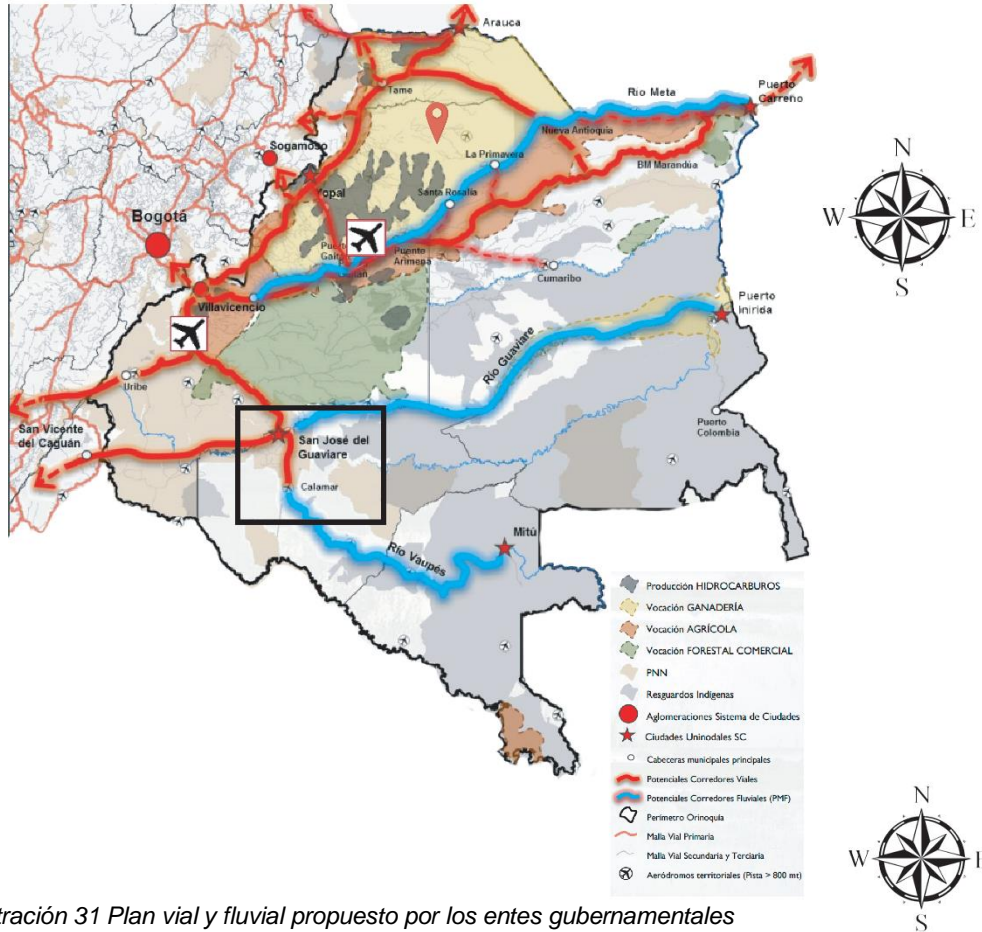 Arauca
Tame
Río Meta
Puerto
Carreño
Nueva Antioquia
Sogamoso
La Primavera
BM Marandúa
Yopal
Santa Rosalía
Bogotá
Puerto
Gaitán
Puente
Arimena
Cumaribo
Villavicencio
Puerto
Inirida
Río Guaviare
Uribe
San Vicente
del Caguán
San José del
Guaviare
Puerto
Colombia
Calamar
Mitú
Río Vaupés
N
W
E
S
Producción HIDROCARBUROS
Vocación GANADERÍA
Vocación AGRÍCOLA
Vocación FORESTAL COMERCIAL
PNN
Resguardos Indígenas
Aglomeraciones Sistema de Ciudades
Ciudades Uninodales SC
Cabeceras municipales principales
Potenciales Corredores Viales
Potenciales Corredores Fluviales (PMF)
Perímetro Orinoquía
Malla Vial Primaria
Malla Vial Secundaria y Terciaria
Aeródromos territoriales (Pista > 800 mt)
N
W
E
S
tración 31 Plan vial y fluvial propuesto por los entes gubernamentales